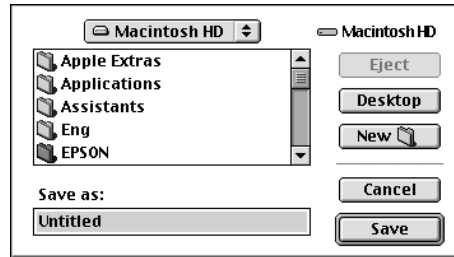 Macintosh HD
Macintosh HD
Apple Extras
Applications
Assistants
Eng
EPSON
Eject
Desktop
New
Save as:
Untitled
Cancel
Save